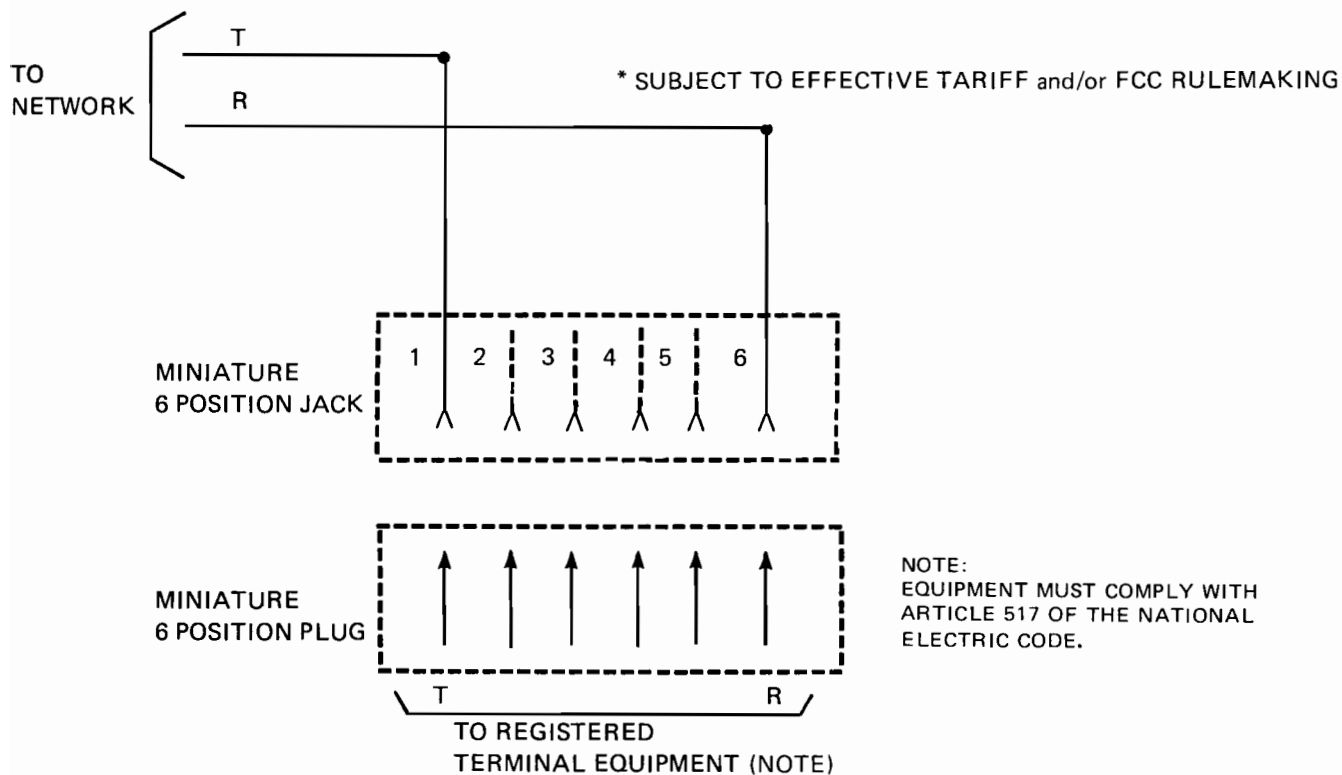 T
TO
NETWORK
R
* SUBJECT TO EFFECTIVE TARIFF and/or FCC RULEMAKING
1 2 3 4 5 6
MINIATURE
6 POSITION JACK
MINIATURE
6 POSITION PLUG
NOTE:
EQUIPMENT MUST COMPLY WITH
ARTICLE 517 OF THE NATIONAL
ELECTRIC CODE.
T R
TO REGISTERED
TERMINAL EQUIPMENT (NOTE)